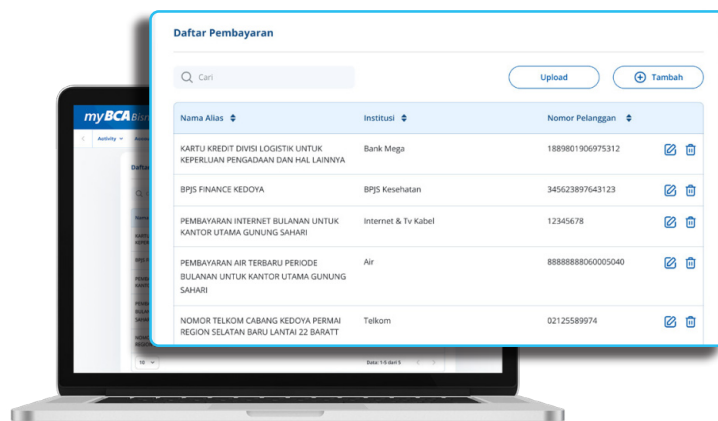 Daftar Pembayaran
Cari
Upload
Tambah
Nama Alias
Institusi
Nomor Pelanggan
KARTU KREDIT DIVISI LOGISTIK UNTUK
KEPERLUAN PENGADAAN DAN HAL LAINNYA
Bank Mega
1889801906975312
BPJS FINANCE KEDOYA
BPJS Kesehatan
345623897643123
PEMBAYARAN INTERNET BULANAN UNTUK
KANTOR UTAMA GUNUNG SAHARI
Internet & Tv Kabel
12345678
PEMBAYARAN AIR TERBARU PERIODE
BULANAN UNTUK KANTOR UTAMA GUNUNG
SAHARI
Air
88888888060005040
NOMOR TELKOM CABANG KEDOYA PERMAI
REGION SELATAN BARU LANTAI 22 BARATT
Telkom
02125589974
myBCA
Activity
10
Data: 1-5 dari 5